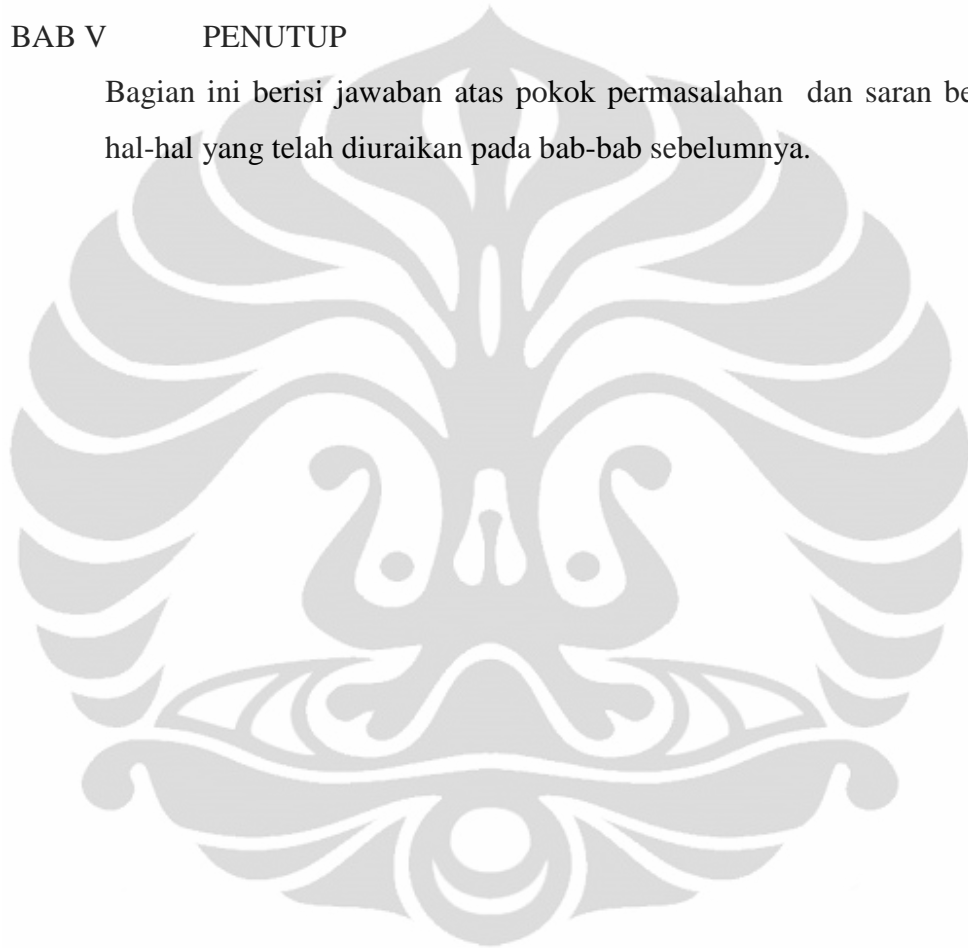 BAB V PENUTUP
Bagian ini berisi jawaban atas pokok permasalahan dan saran
hal-hal yang telah diuraikan pada bab-bab sebelumnya.